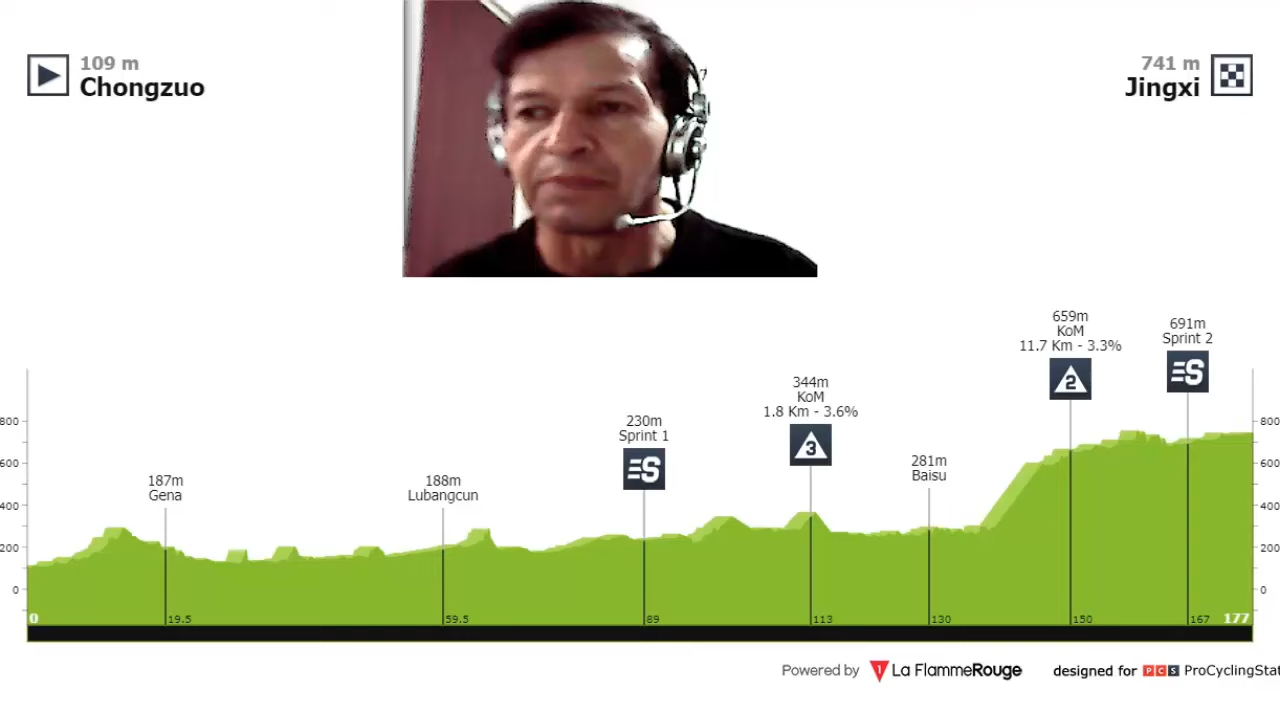 109 m
Chongzuo
741 m
Jingxi
659m
KoM
11.7 Km - 3.3%
2
691m
Sprint 2
S
344m
KoM
1.8 Km - 3.6%
3
230m
Sprint 1
S
281m
Baisu
187m
Gena
188m
Lubangcun
800
600
400
200
0
800
600
400
200
0
0
19.5
59.5
89
113
130
150
167
177
Powered by
1
La FlammeRouge
designed for
PCS
ProCyclingStat